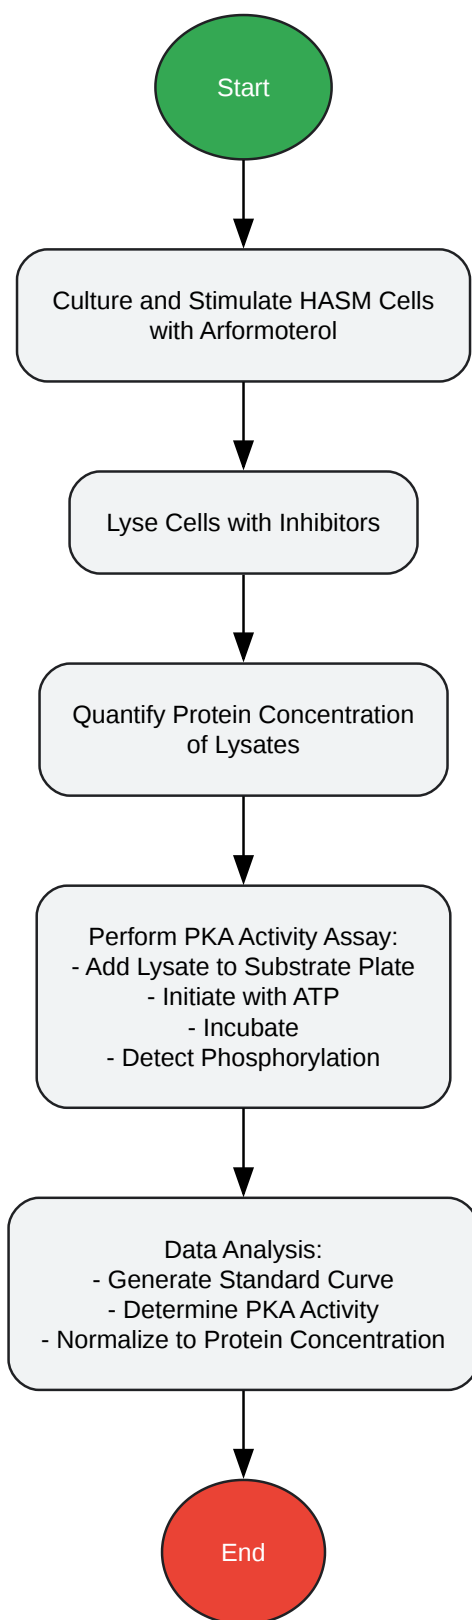 Start
Culture and Stimulate HASM Cells
with Arformoterol
Lyse Cells with Inhibitors
Quantify Protein Concentration
of Lysates
Perform PKA Activity Assay:
- Add Lysate to Substrate Plate
- Initiate with ATP
- Incubate
- Detect Phosphorylation
Data Analysis:
- Generate Standard Curve
- Determine PKA Activity
- Normalize to Protein Concentration
End